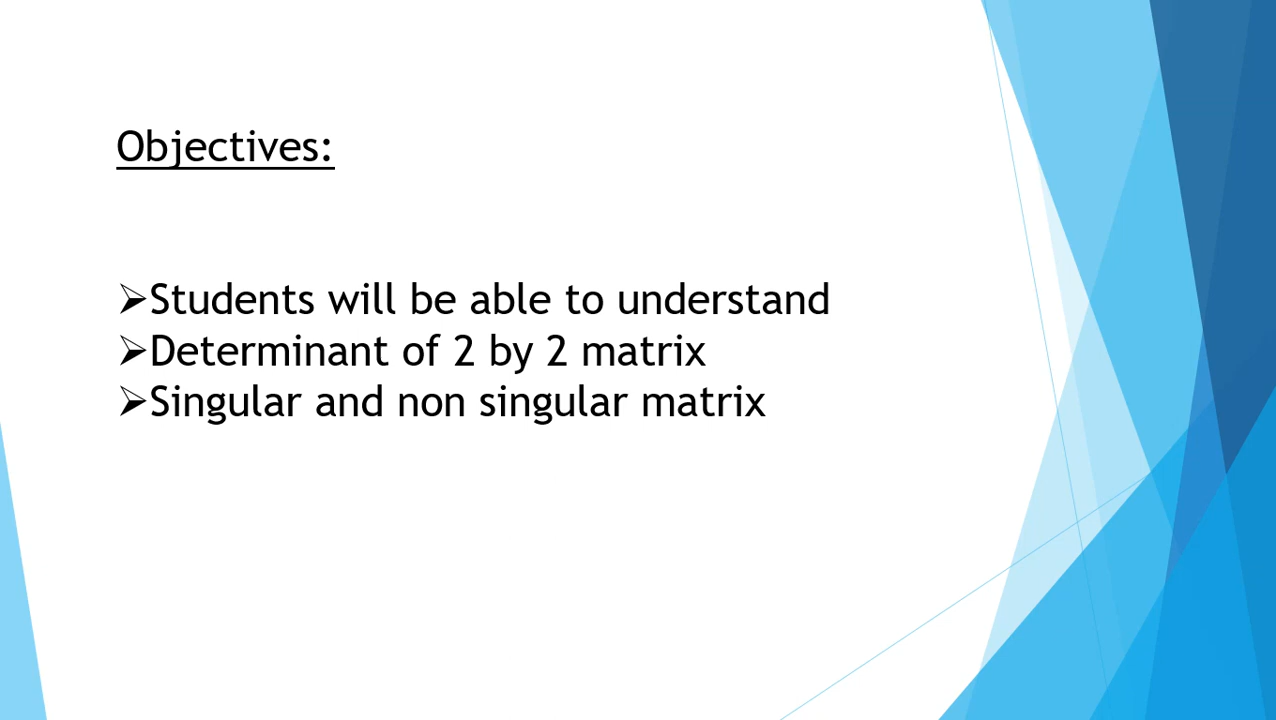 Objectives:
➢Students will be able to understand
➢Determinant of 2 by 2 matrix
➢Singular and non singular matrix